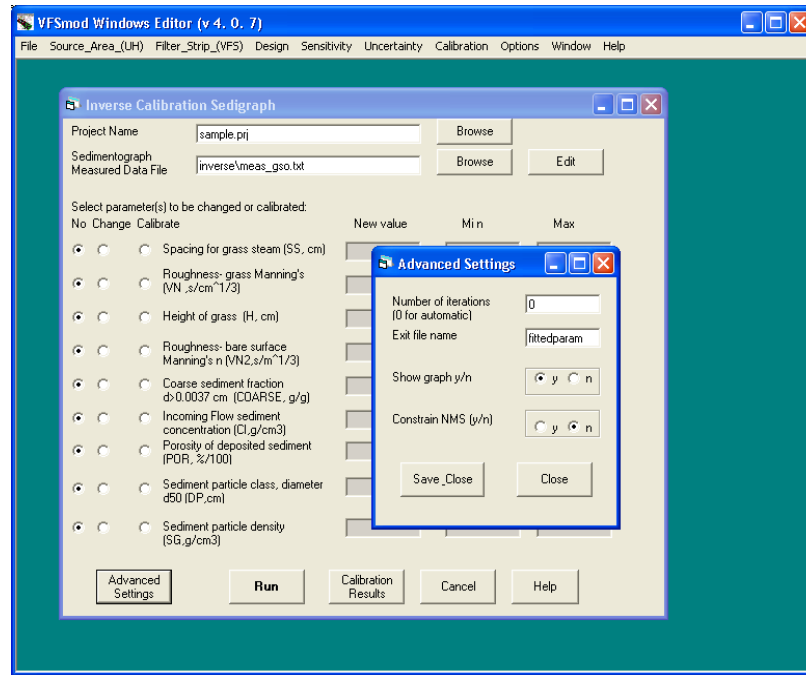 VFSmod Windows Editor (v 4. 0. 7)
File Source_Area_(UH) Filter_Strip_(VFS) Design Sensitivity Uncertainty Calibration Options Window Help
Inverse Calibration Sedigraph
Project Name sample.prj Browse
Sedimentograph
Measured Data File inverse\meas_gso.txt Browse Edit
Select parameter(s) to be changed or calibrated:
No Change Calibrate New value Min Max
Spacing for grass steam (SS, cm)
Roughness- grass Manning's
(VN ,s/cm^1/3)
Height of grass (H, cm)
Roughness- bare surface
Manning's n (VN2,s/m^1/3)
Coarse sediment fraction
d>0.0037 cm (COARSE, g/g)
Incoming Flow sediment
concentration (CI,g/cm3)
Porosity of deposited sediment
(POR, %/100)
Sediment particle class, diameter
d50 (DP,cm)
Sediment particle density
(SG,g/cm3)
Advanced
Settings
Run
Calibration
Results
Cancel
Help
Advanced Settings
Number of iterations
(0 for automatic)
0
Exit file name
fittedparam
Show graph y/n y n
Constrain NMS (y/n) y n
Save_Close Close